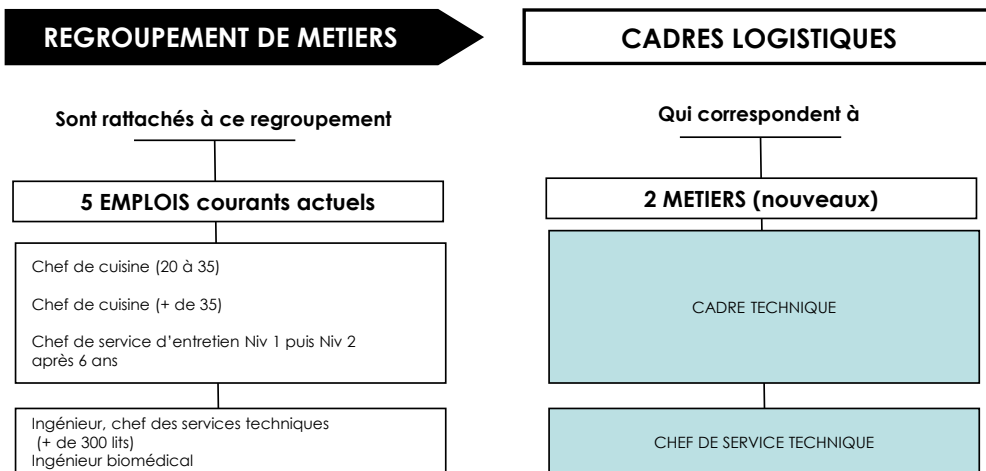 REGROUPEMENT DE METIERS
CADRES LOGISTIQUES
Sont rattachés à ce regroupement
5 EMPLOIS courants actuels
Chef de cuisine (20 à 35)
Chef de cuisine (+ de 35)
Chef de service d'entretien Niv 1 puis Niv 2
après 6 ans
Ingénieur, chef des services techniques
(+ de 300 lits)
Ingénieur biomédical
Qui correspondent à
2 METIERS (nouveaux)
CADRE TECHNIQUE
CHEF DE SERVICE TECHNIQUE